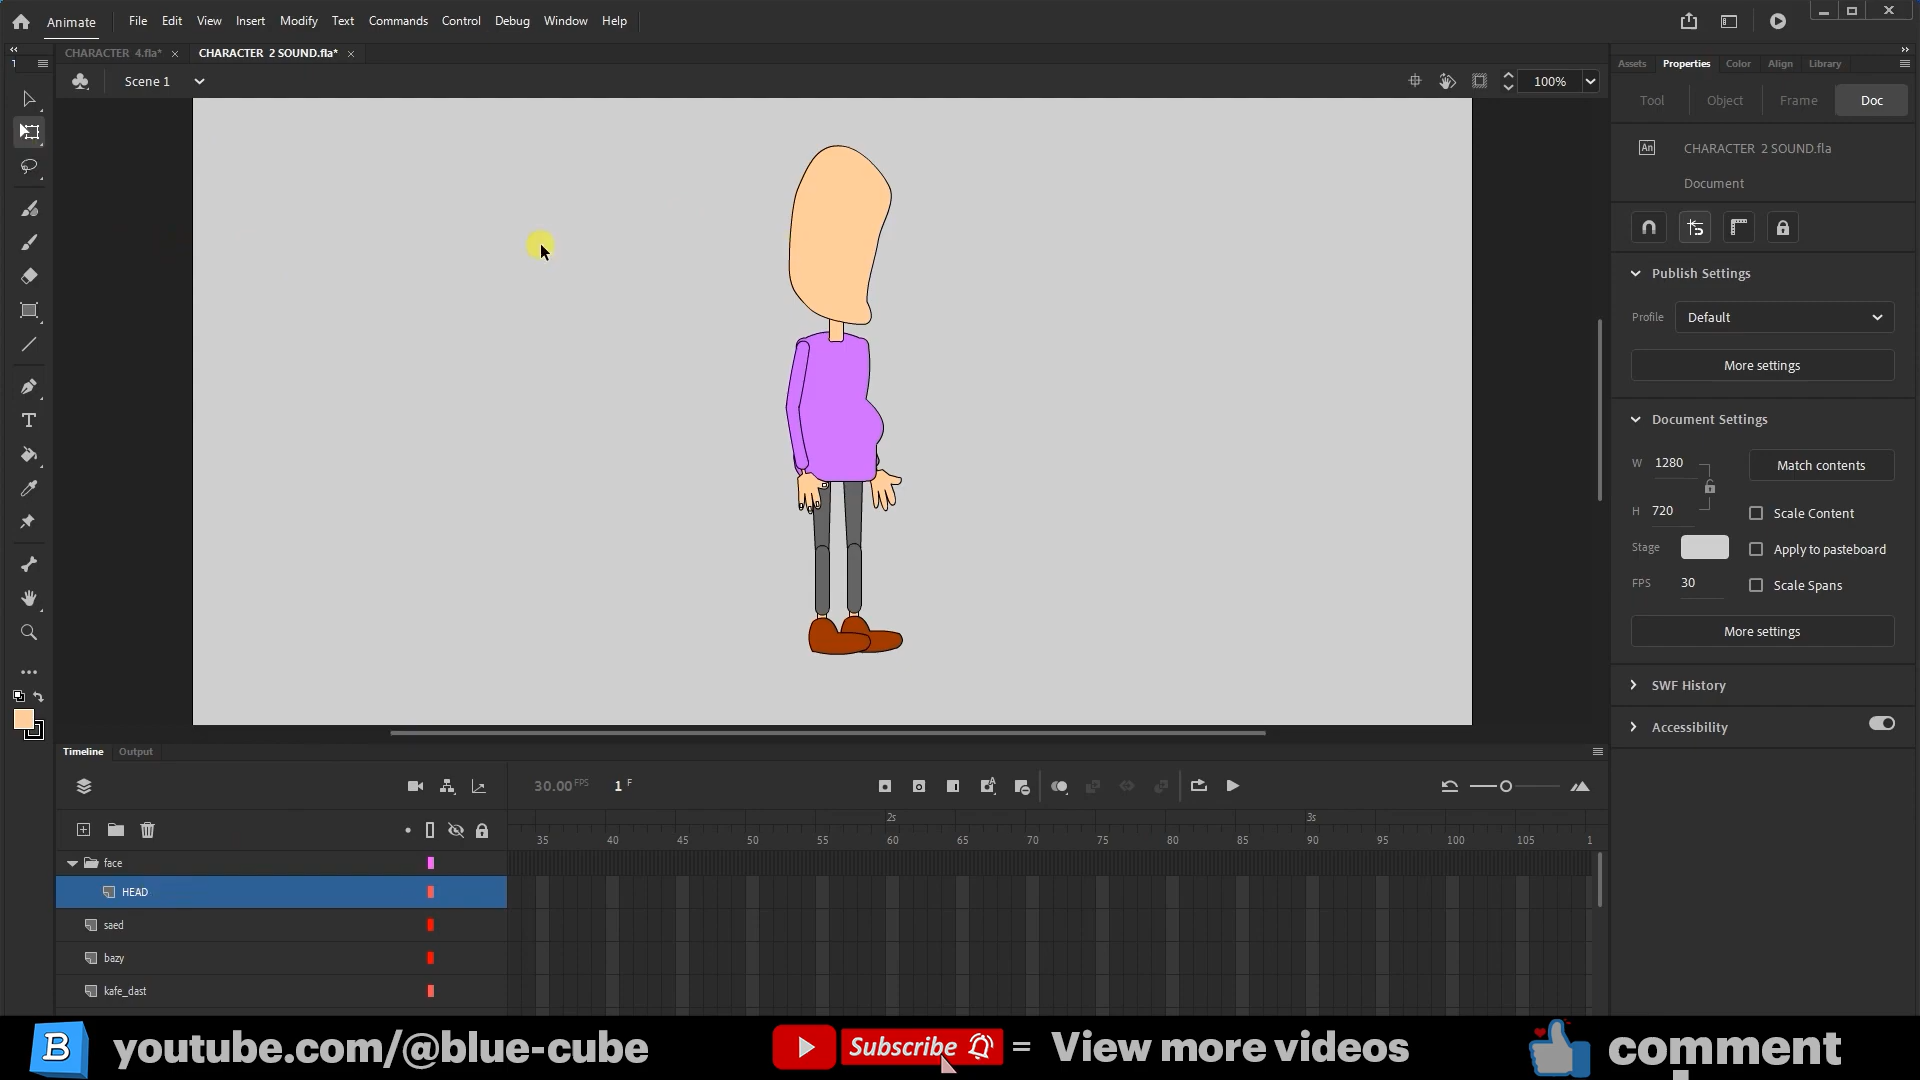 Animate File Edit View Insert Modify Text Commands Control Debug Window Help
CHARACTER 4.fla* CHARACTER 2 SOUND.fla*
Scene 1 100%
Assets Properties Color Align Library
Tool Object Frame Doc
An CHARACTER 2 SOUND.fla
Document
Publish Settings
Profile Default
More settings
Document Settings
W 1280 Match contents
H 720 Scale Content
Stage Apply to pasteboard
FPS 30 Scale Spans
More settings
SWF History
Accessibility
Timeline Output
30.00 FPS 1 F
2s 3s
35 40 45 50 55 60 65 70 75 80 85 90 95 100 105 1
face
HEAD
saed
bazy
kafe_dast
B youtube.com/@blue-cube Subscribe = View more videos comment